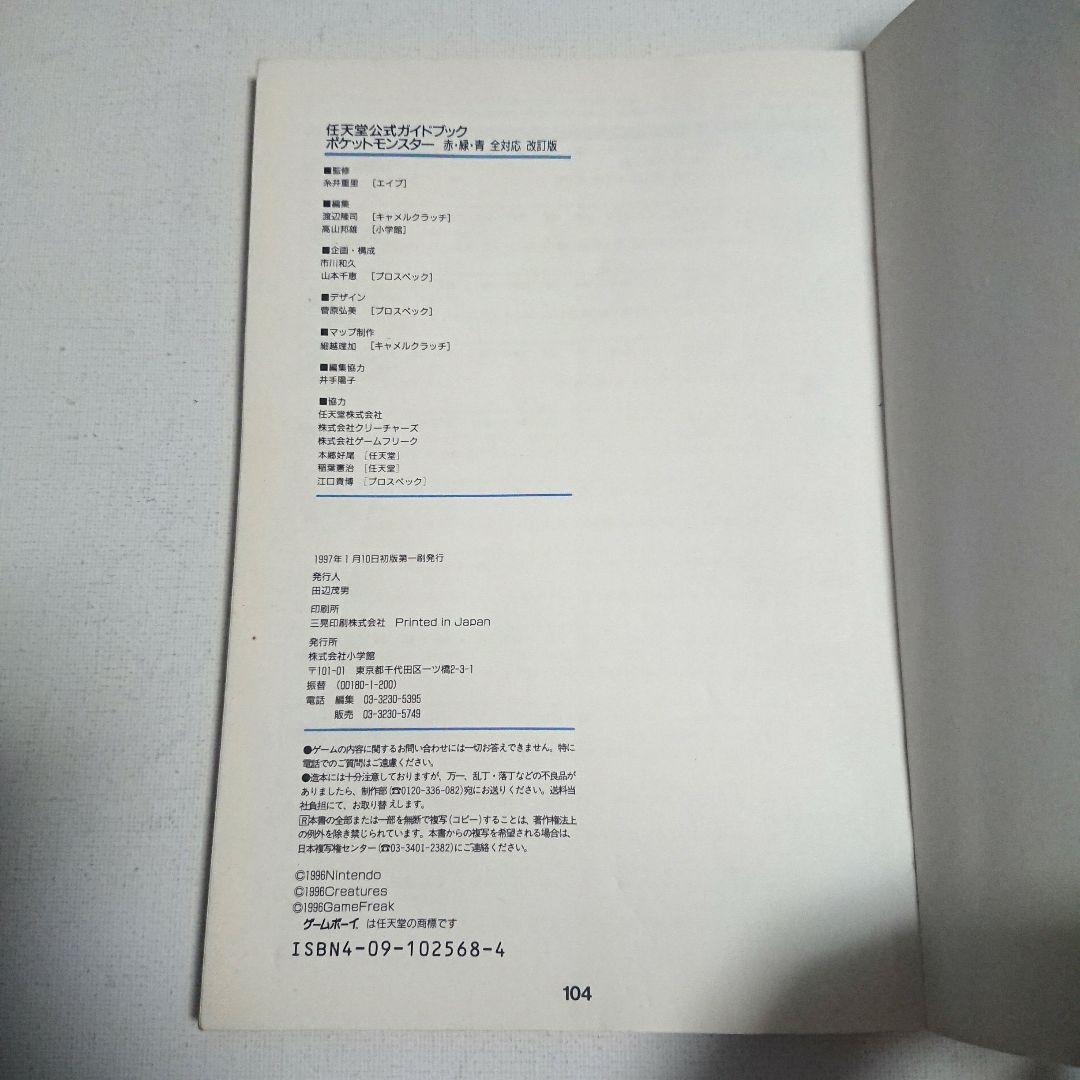 任天堂公式ガイドブック
ポケットモンスター 赤・緑・青 全対応 改訂版
■監修
糸井重里 [エイプ]
■編集
渡辺隆司 [キャメルクラッチ]
高山邦雄 [小学館]
■企画・構成
市川和久
山本千恵 [プロスペック]
■デザイン
菅原弘美 [プロスペック]
■マップ制作
細越理加 [キャメルクラッチ]
■編集協力
井手陽子
■協力
任天堂株式会社
株式会社クリーチャーズ
株式会社ゲームフリーク
本郷好尾 [任天堂]
稲葉憲治 [任天堂]
江口貴博 [プロスペック]
1997年1月10日初版第一刷発行
発行人
田辺茂男
印刷所
三晃印刷株式会社 Printed in Japan
発行所
株式会社小学館
〒101-01 東京都千代田区一ツ橋2-3-1
振替 (00180-1-200)
電話 編集 03-3230-5395
販売 03-3230-5749
●ゲームの内容に関するお問い合わせには一切お答えできません。特に
電話でのご質問はご遠慮ください。
●造本には十分注意しておりますが、万一、乱丁・落丁などの不良品が
ありましたら、制作部(☎0120-336-082)宛にお送りください。送料当
社負担にて、お取り替えします。
Ⓡ本書の全部または一部を無断で複写(コピー)することは、著作権法上
の例外を除き禁じられています。本書からの複写を希望される場合は、
日本複写権センター(☎03-3401-2382)にご連絡ください。
©1996Nintendo
©1996Creatures
©1996GameFreak
ゲームボーイ は任天堂の商標です
ISBN4-09-102568-4
104